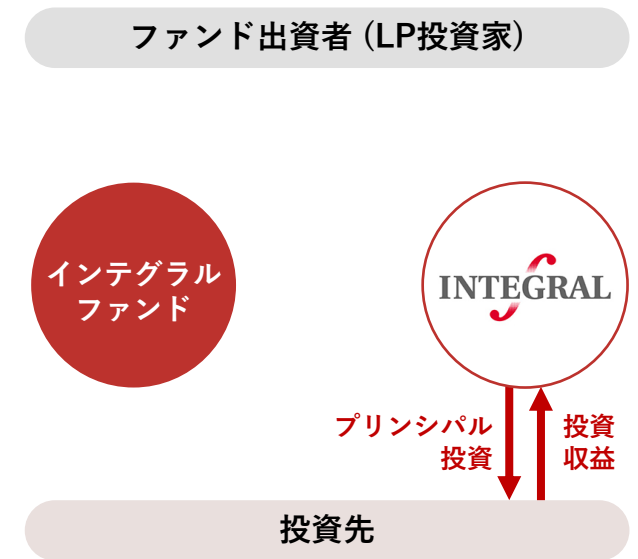 ファンド出資者 (LP投資家)
インテグラル
ファンド
INTEGRAL
プリンシパル
投資
投資
収益
投資先